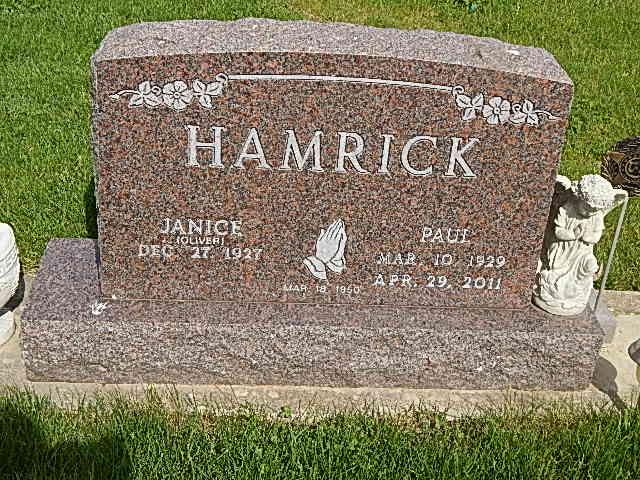 HAMRICK
JANICE
(OLIVER)
DEC. 27, 1927
PAUL
MAR. 10, 1929
APR. 29, 2011
MAR. 18, 1950